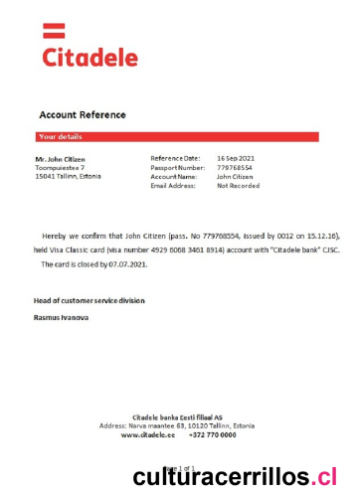 Citadele
Account Reference
Your details
Mr. John Citizen
Toompuiestee 7
15041 Tallinn, Estonia
Reference Date: 16 Sep 2021
Passport Number: 779768554
Account Name: John Citizen
Email Address: Not Recorded
Hereby we confirm that John Citizen (pass. No 779768554, issued by 0012 on 15.12.16),
held Visa Classic card (visa number 4929 6068 3461 8914) account with "Citadele bank" CJSC.
The card is closed by 07.07.2021.
Head of customer service division
Rasmus Ivanova
Citadele banka Eesti filiaal AS
Address: Narva maantee 63, 10120 Tallinn, Estonia
www.citadele.ee +372 770 0000
Page 1 of 1
culturacerrillos.cl